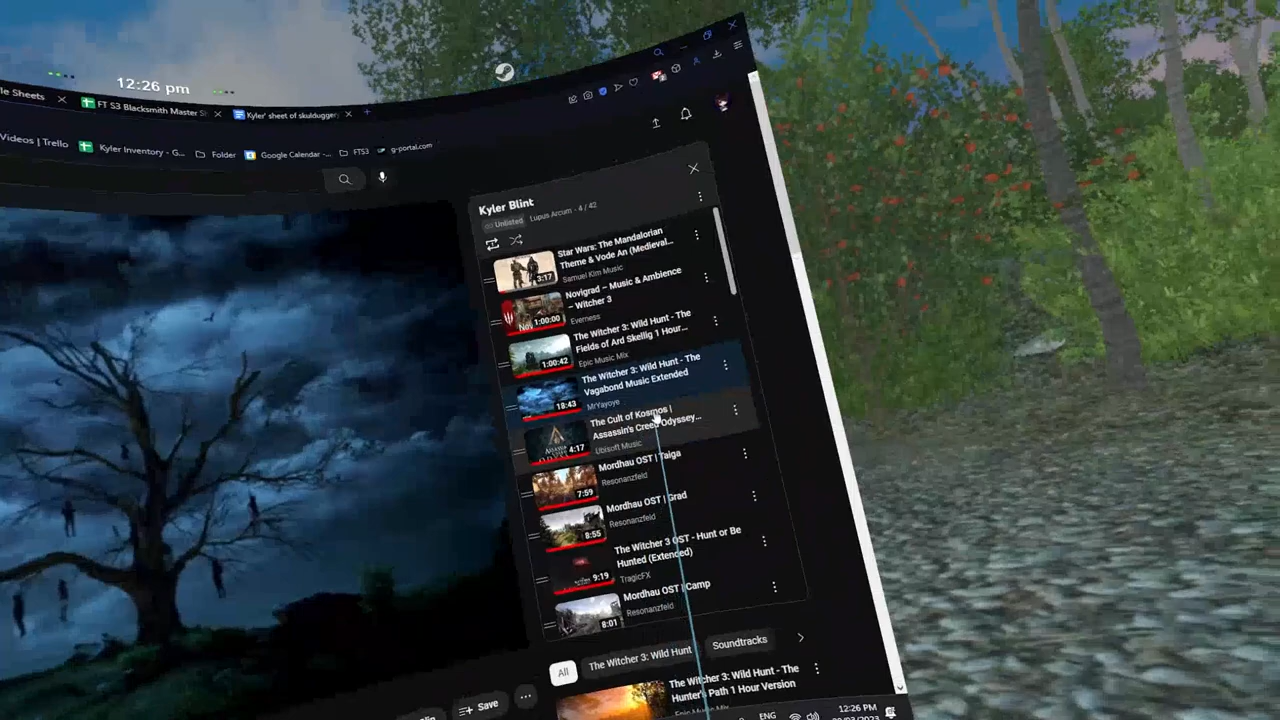 12:26 pm
le Sheets
FT S3 Blacksmith Master S
Kyler' sheet of skuldugger
Videos | Trello
Kyler Inventory - G...
Folder
Google Calendar -...
FTS3
g-portal.com
Kyler Blint
Unlisted
Lupus Arcum - 4 / 42
Star Wars: The Mandalorian
Theme & Vode An (Medieval...
Samuel Kim Music
3:17
Novigrad – Music & Ambience
– Witcher 3
Everness
1:00:00
The Witcher 3: Wild Hunt - The
Fields of Ard Skellig 1 Hour...
Epic Music Mix
1:00:42
The Witcher 3: Wild Hunt - The
Vagabond Music Extended
MrYayoye
18:43
The Cult of Kosmos |
Assassin's Creed Odyssey...
Ubisoft Music
4:17
Mordhau OST | Taiga
Resonanzfeld
7:59
Mordhau OST | Grad
Resonanzfeld
8:55
The Witcher 3 OST - Hunt or Be
Hunted (Extended)
TragicFX
9:19
Mordhau OST | Camp
Resonanzfeld
8:01
All
The Witcher 3: Wild Hunt
Soundtracks
The Witcher 3: Wild Hunt - The
Hunter's Path 1 Hour Version
Epic Music Mix
Save
ENG
12:26 PM